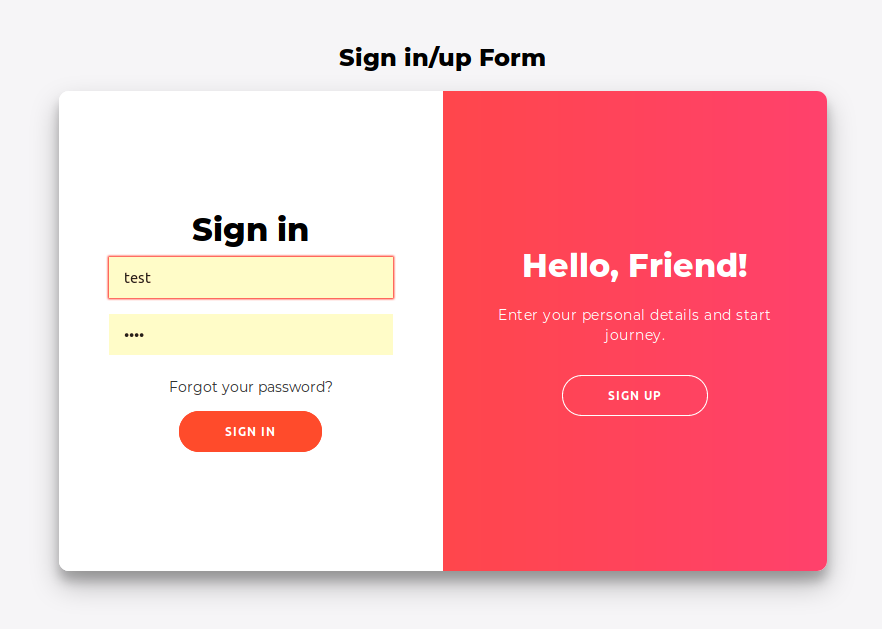 Sign in/up Form
Sign in
test
••••
Forgot your password?
SIGN IN
Hello, Friend!
Enter your personal details and start
journey.
SIGN UP